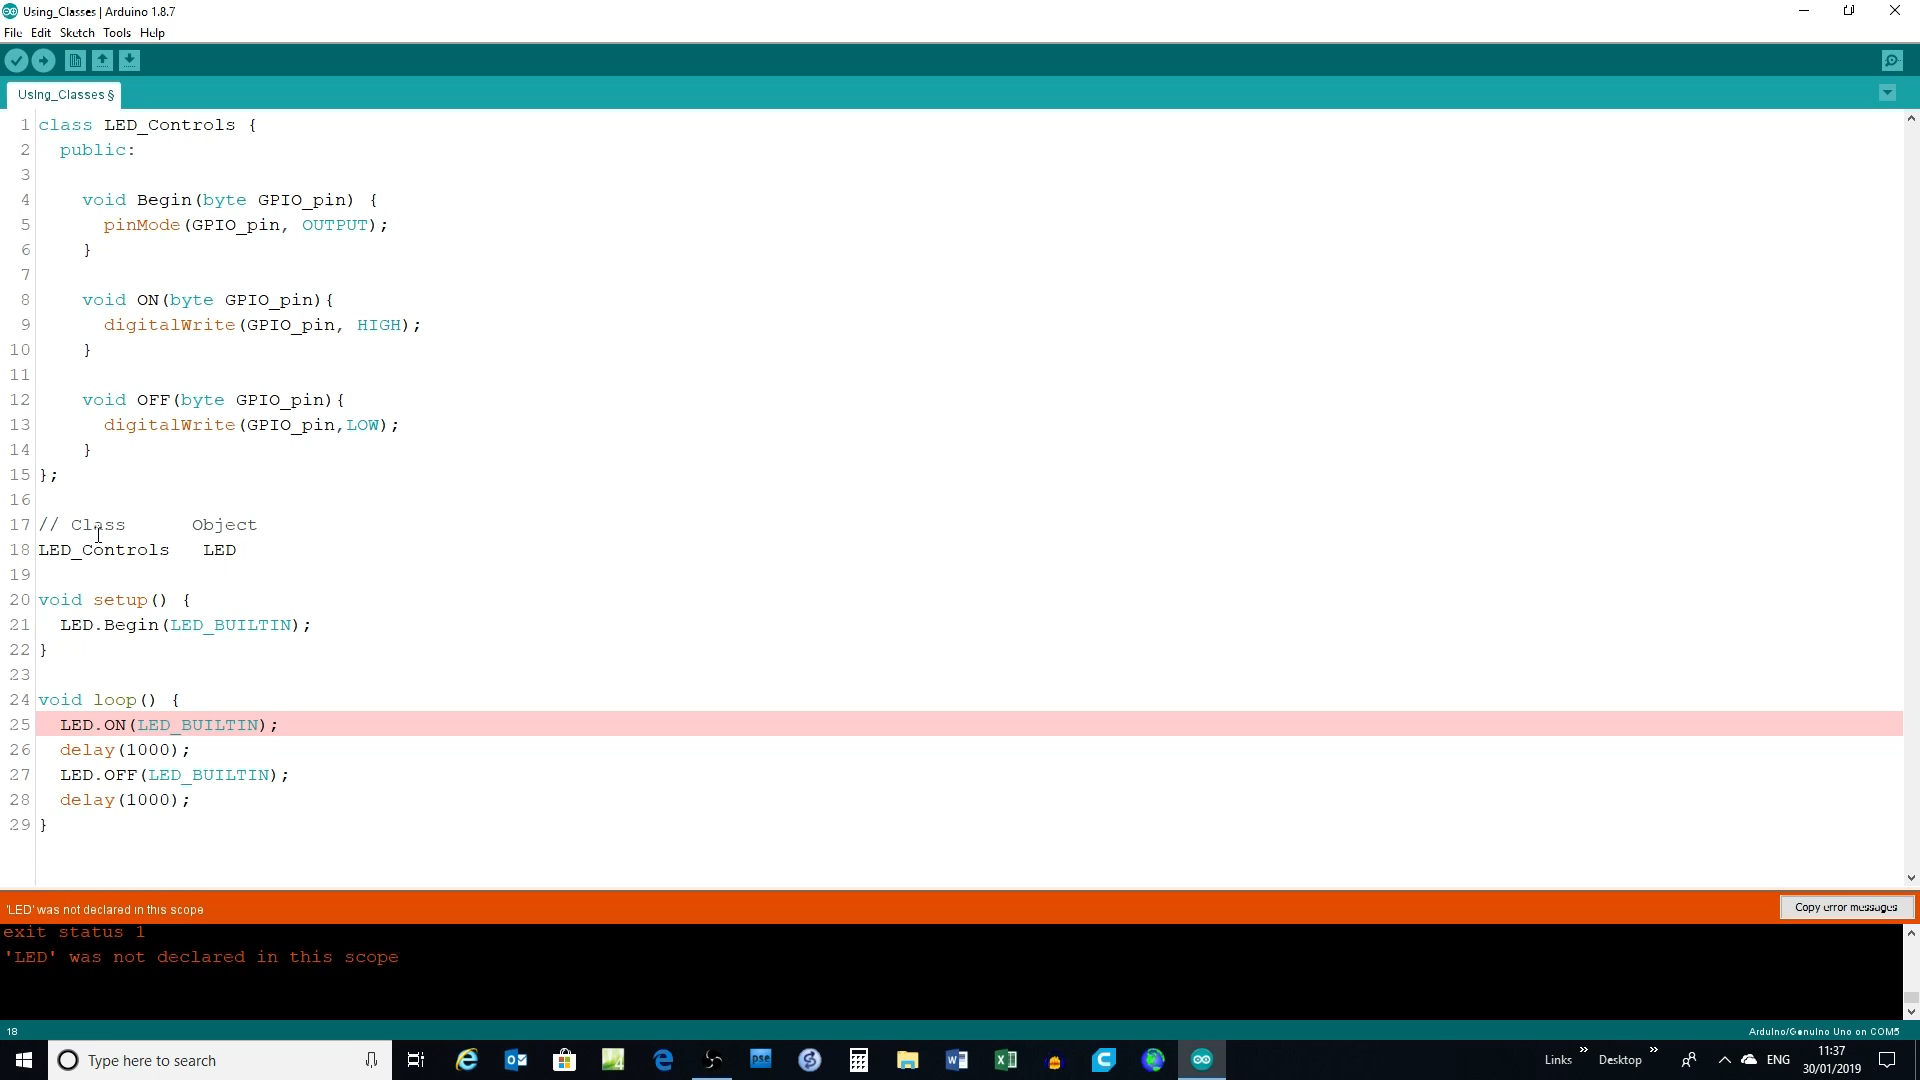 Using_Classes | Arduino 1.8.7
File Edit Sketch Tools Help
Using_Classes §
1 class LED_Controls {
2   public:
3
4     void Begin(byte GPIO_pin) {
5       pinMode(GPIO_pin, OUTPUT);
6     }
7
8     void ON(byte GPIO_pin){
9       digitalWrite(GPIO_pin, HIGH);
10     }
11
12     void OFF(byte GPIO_pin){
13       digitalWrite(GPIO_pin,LOW);
14     }
15 };
16
17 // Class      Object
18 LED_Controls   LED
19
20 void setup() {
21   LED.Begin(LED_BUILTIN);
22 }
23
24 void loop() {
25   LED.ON(LED_BUILTIN);
26   delay(1000);
27   LED.OFF(LED_BUILTIN);
28   delay(1000);
29 }
'LED' was not declared in this scope
Copy error messages
exit status 1
'LED' was not declared in this scope
18
Arduino/Genuino Uno on COM5
Type here to search
pse
Links » Desktop » ENG
11:37
30/01/2019